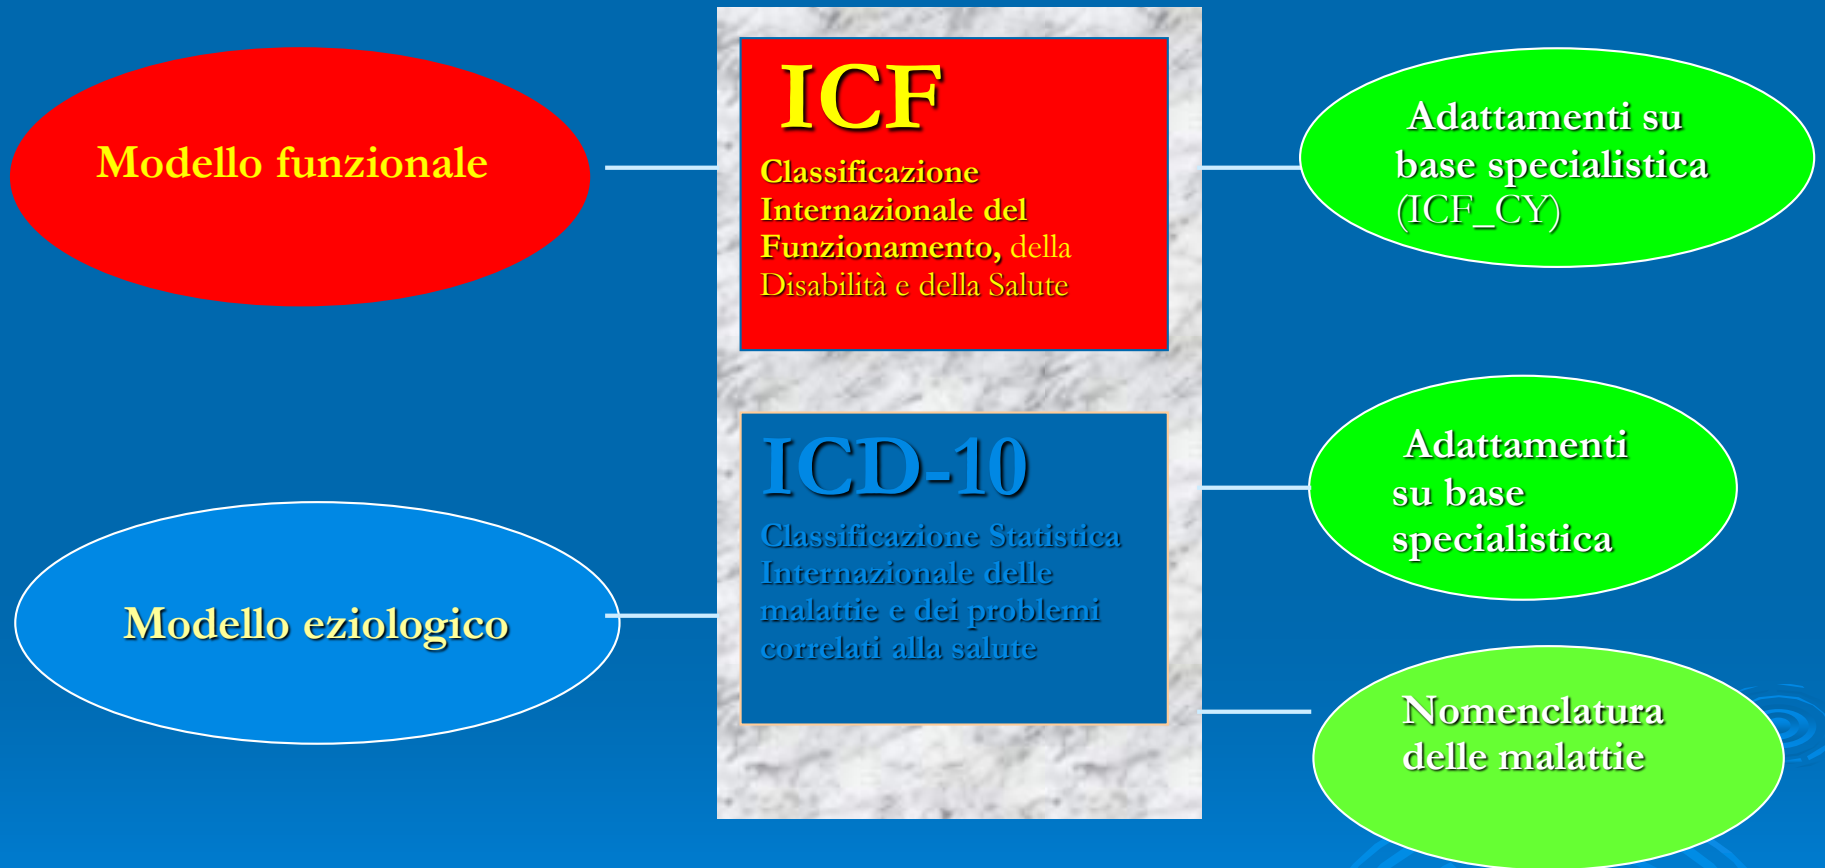 Modello funzionale
ICF
Classificazione
Internazionale del
Funzionamento, della
Disabilità e della Salute
Adattamenti su
base specialistica
(ICF_CY)
Modello eziologico
ICD-10
Classificazione Statistica
Internazionale delle
malattie e dei problemi
correlati alla salute
Adattamenti
su base
specialistica
Nomenclatura
delle malattie